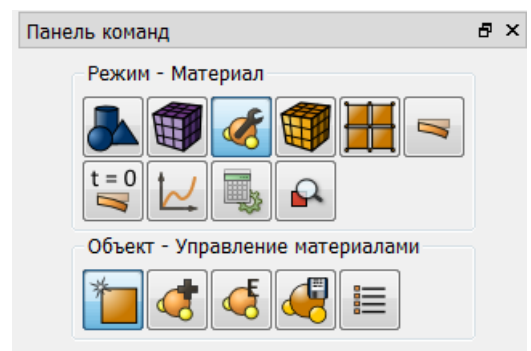 Панель команд
Режим - Материал
t = 0
Объект - Управление материалами
E